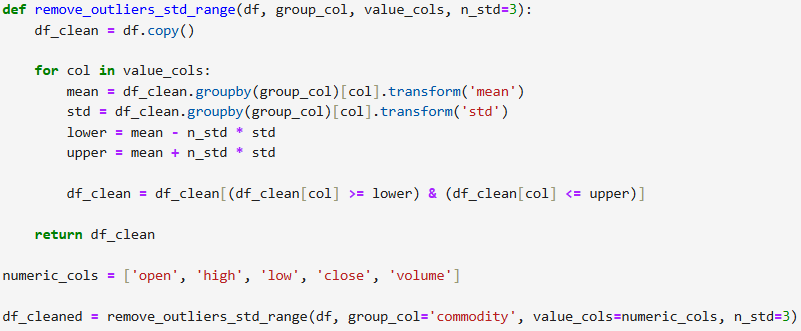 def remove_outliers_std_range(df, group_col, value_cols, n_std=3):
    df_clean = df.copy()

    for col in value_cols:
        mean = df_clean.groupby(group_col)[col].transform('mean')
        std = df_clean.groupby(group_col)[col].transform('std')
        lower = mean - n_std * std
        upper = mean + n_std * std

        df_clean = df_clean[(df_clean[col] >= lower) & (df_clean[col] <= upper)]

    return df_clean

numeric_cols = ['open', 'high', 'low', 'close', 'volume']

df_cleaned = remove_outliers_std_range(df, group_col='commodity', value_cols=numeric_cols, n_std=3)